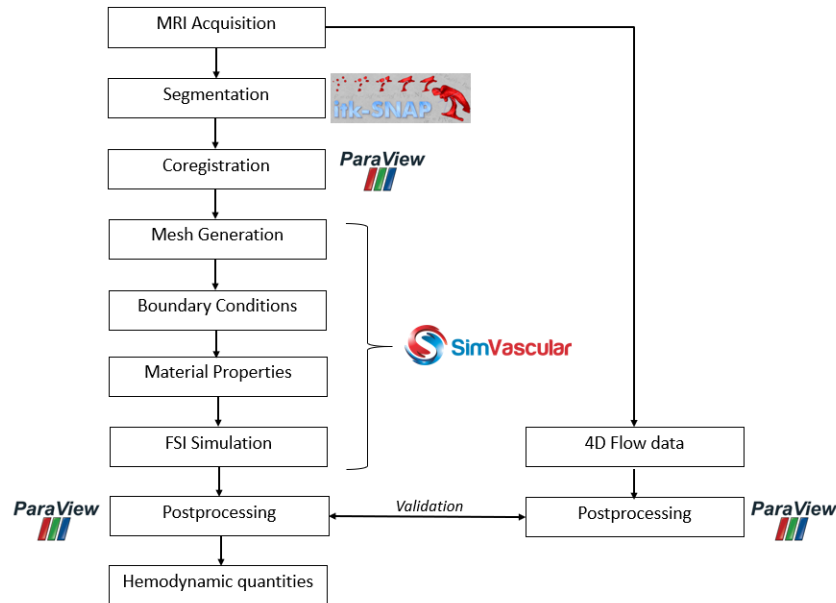 MRI Acquisition
Segmentation
itk-SNAP
Coregistration
ParaView
Mesh Generation
Boundary Conditions
SimVascular
Material Properties
FSI Simulation
4D Flow data
ParaView
Postprocessing
Validation
Postprocessing
ParaView
Hemodynamic quantities